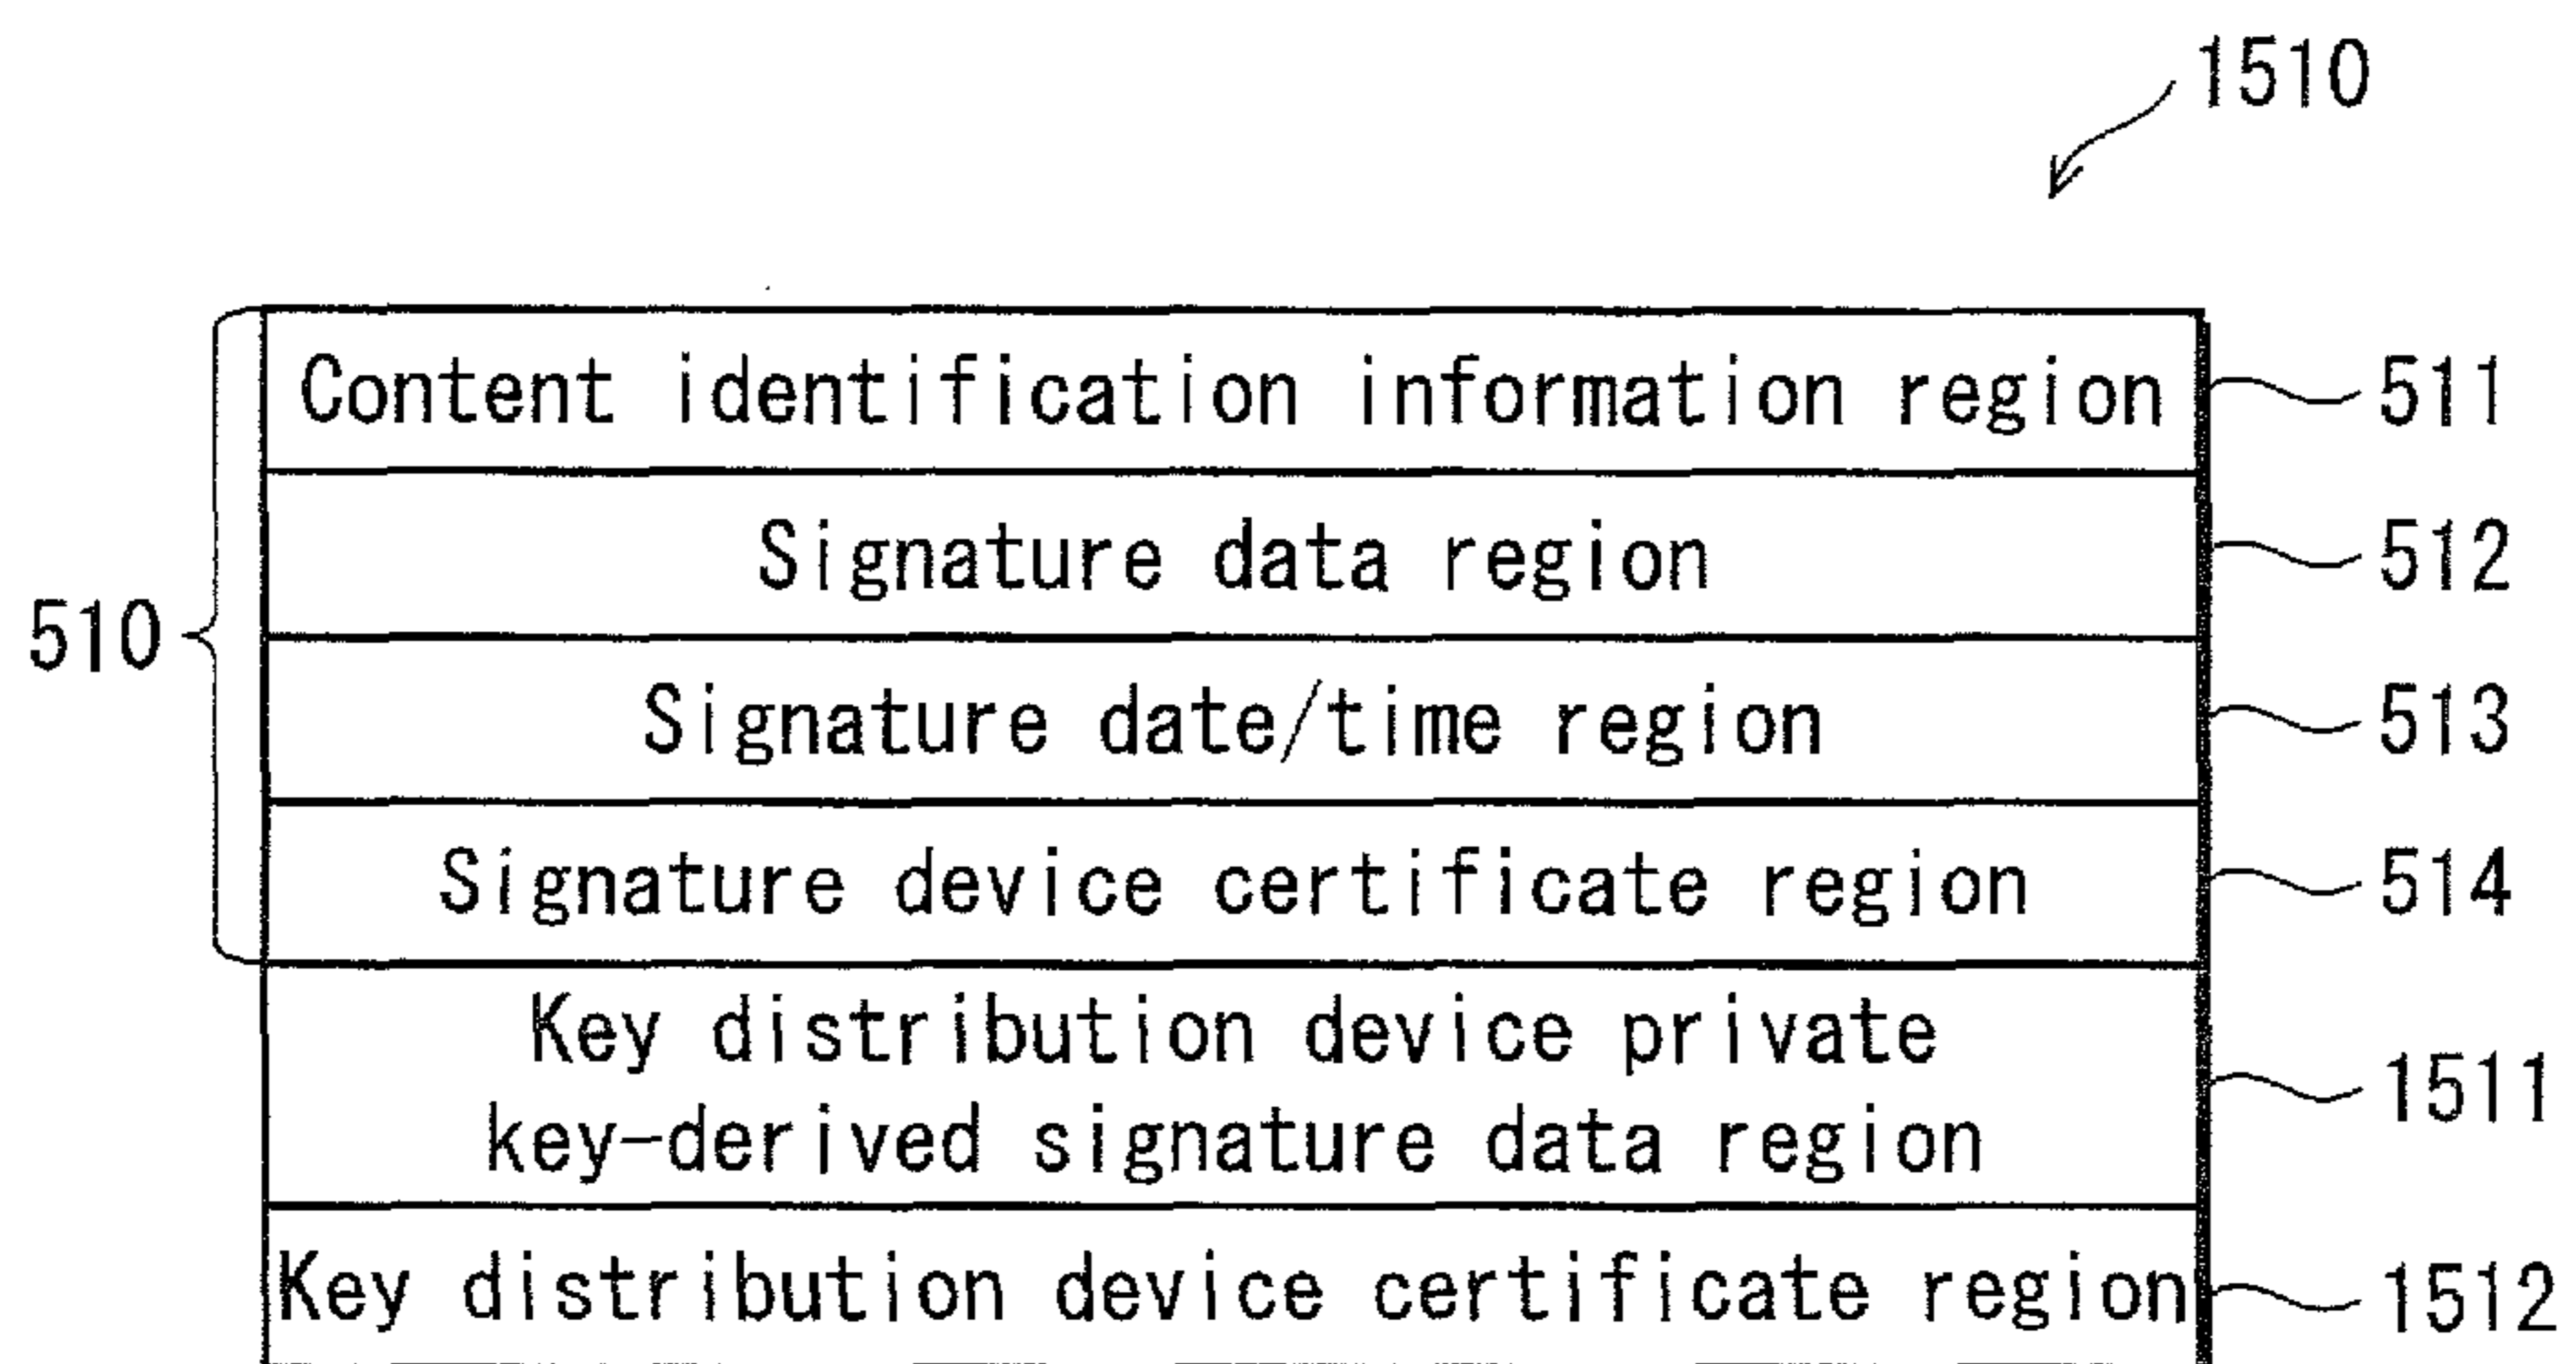 1510
Content identification information region 511
Signature data region 512
510
Signature date/time region 513
Signature device certificate region 514
Key distribution device private
key-derived signature data region 1511
Key distribution device certificate region 1512